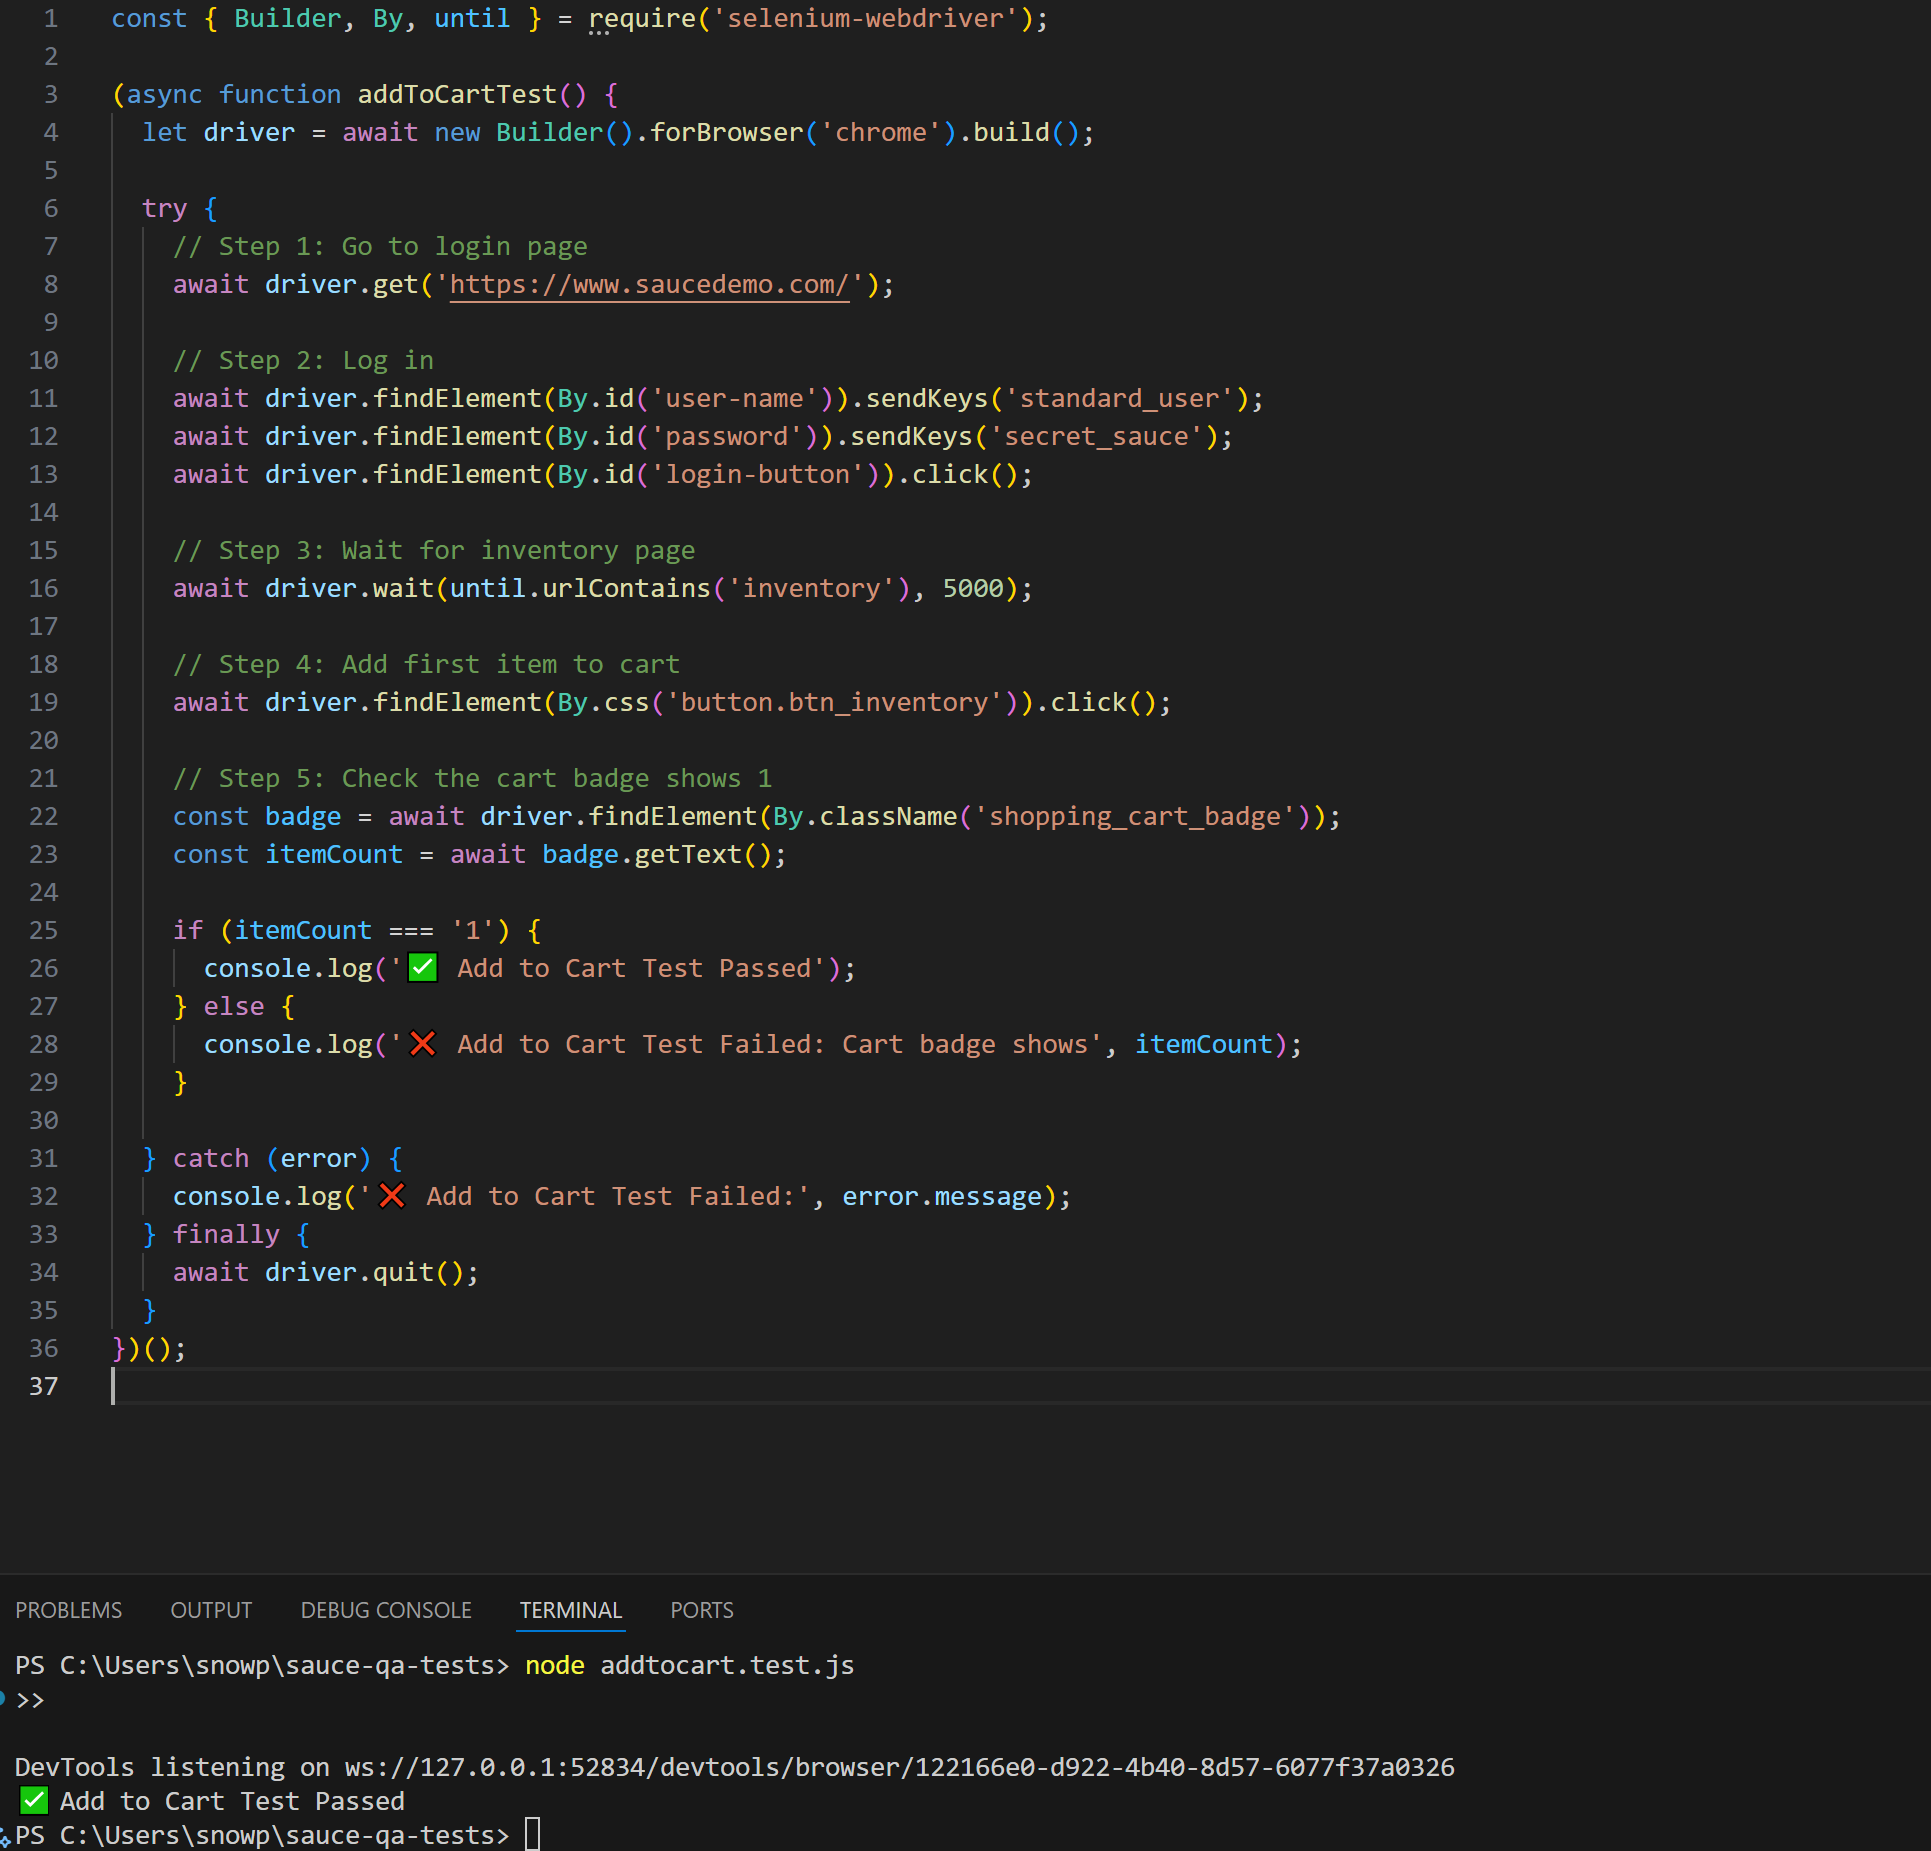 1 const { Builder, By, until } = require('selenium-webdriver');
2
3 (async function addToCartTest() {
4   let driver = await new Builder().forBrowser('chrome').build();
5
6   try {
7     // Step 1: Go to login page
8     await driver.get('https://www.saucedemo.com/');
9
10     // Step 2: Log in
11     await driver.findElement(By.id('user-name')).sendKeys('standard_user');
12     await driver.findElement(By.id('password')).sendKeys('secret_sauce');
13     await driver.findElement(By.id('login-button')).click();
14
15     // Step 3: Wait for inventory page
16     await driver.wait(until.urlContains('inventory'), 5000);
17
18     // Step 4: Add first item to cart
19     await driver.findElement(By.css('button.btn_inventory')).click();
20
21     // Step 5: Check the cart badge shows 1
22     const badge = await driver.findElement(By.className('shopping_cart_badge'));
23     const itemCount = await badge.getText();
24
25     if (itemCount === '1') {
26       console.log('✅ Add to Cart Test Passed');
27     } else {
28       console.log('❌ Add to Cart Test Failed: Cart badge shows', itemCount);
29     }
30
31   } catch (error) {
32     console.log('❌ Add to Cart Test Failed:', error.message);
33   } finally {
34     await driver.quit();
35   }
36 })();
37
PROBLEMS OUTPUT DEBUG CONSOLE TERMINAL PORTS
PS C:\Users\snowp\sauce-qa-tests> node addtocart.test.js
>>
DevTools listening on ws://127.0.0.1:52834/devtools/browser/122166e0-d922-4b40-8d57-6077f37a0326
✅ Add to Cart Test Passed
PS C:\Users\snowp\sauce-qa-tests>